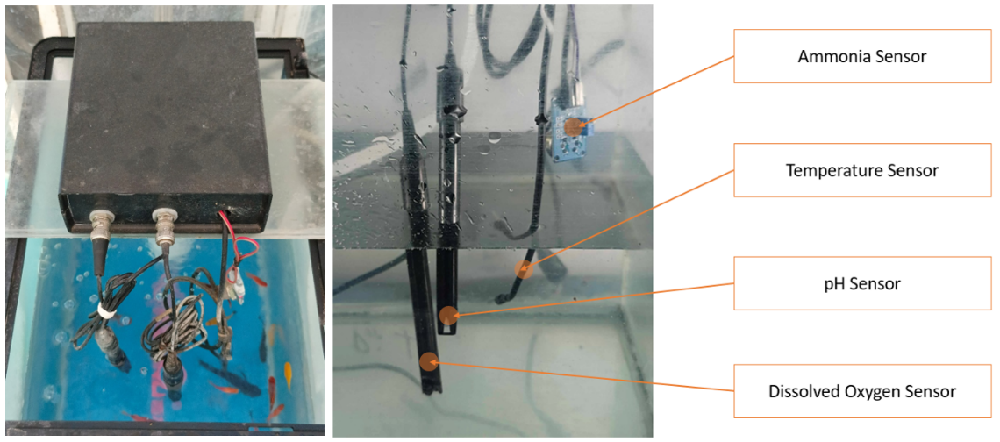 Ammonia Sensor
Temperature Sensor
pH Sensor
Dissolved Oxygen Sensor